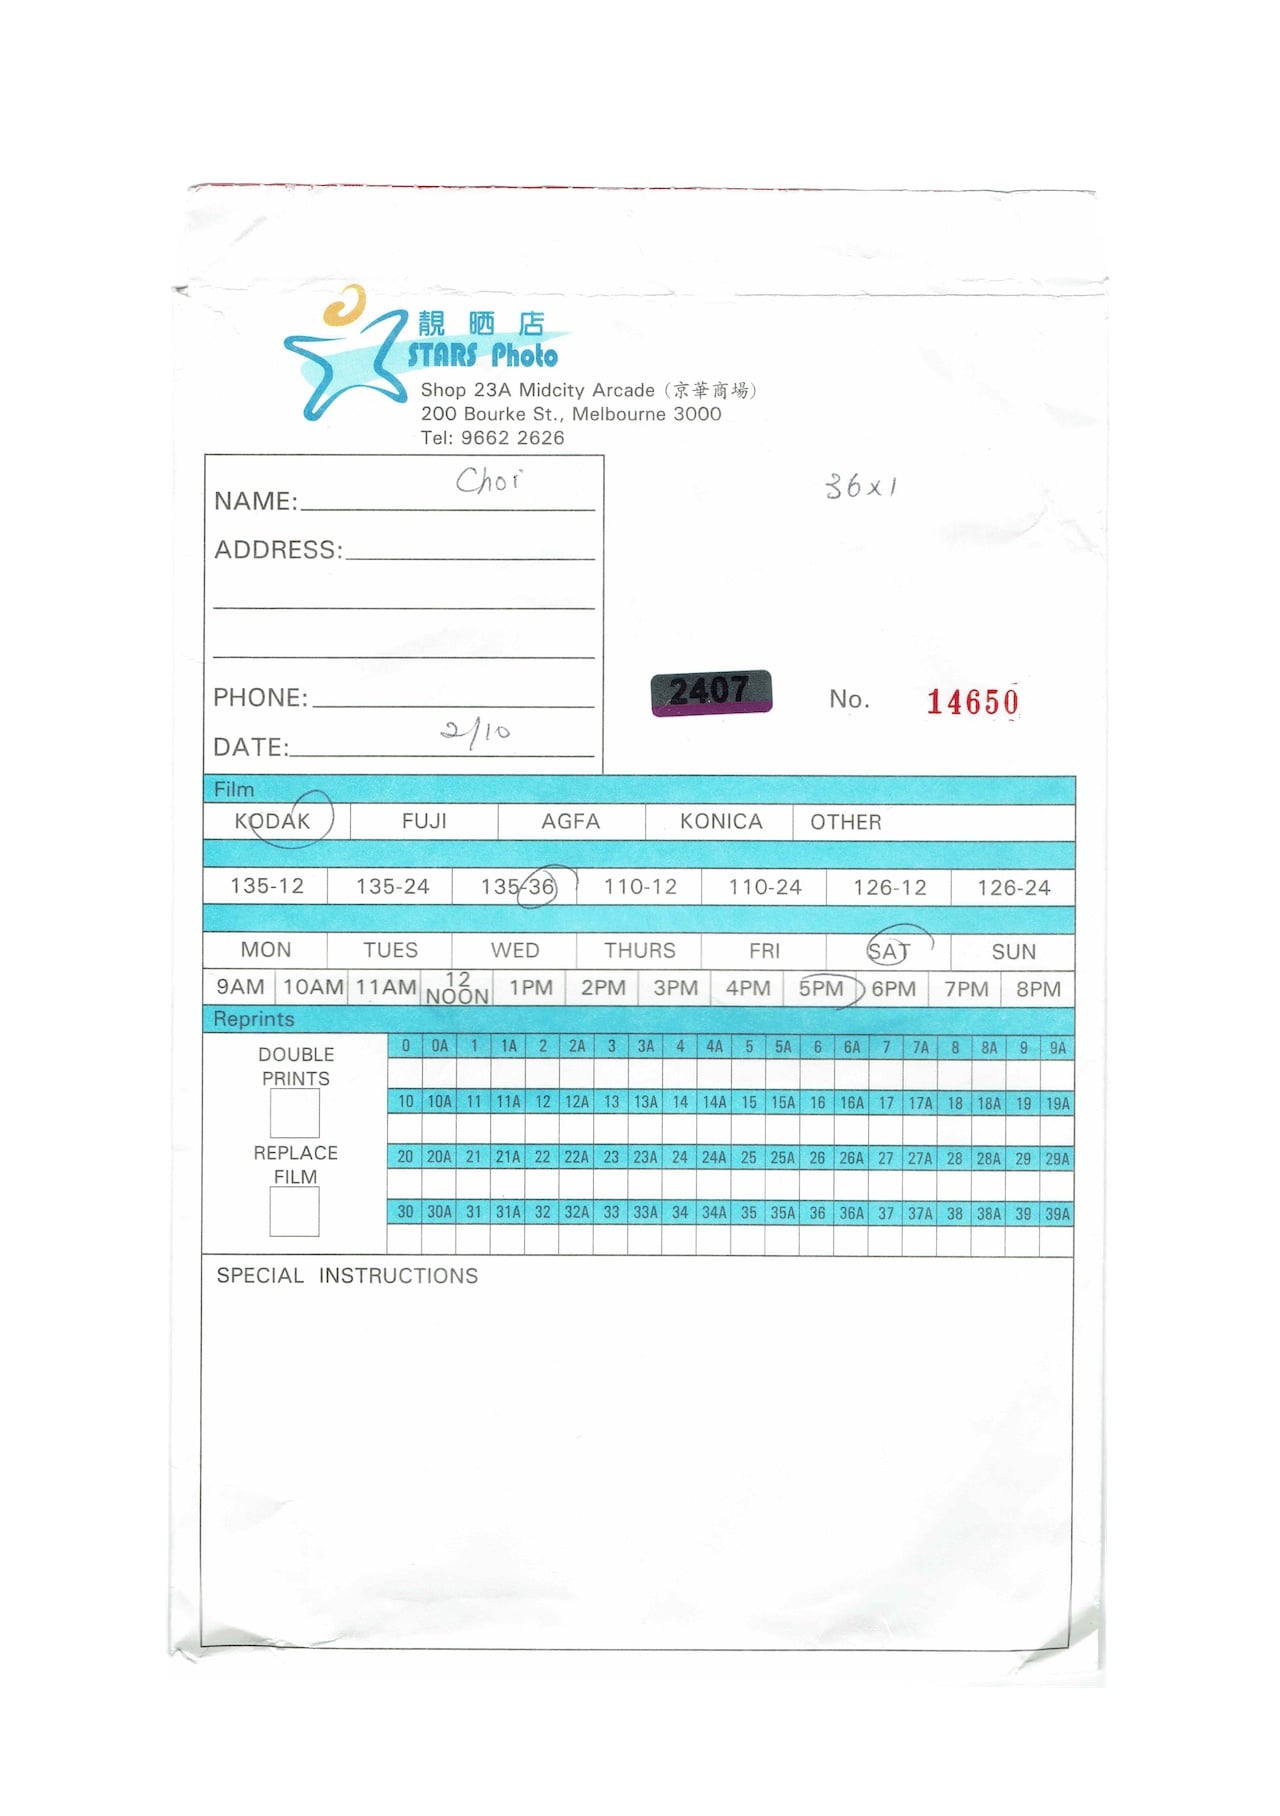 靚晒店
STARS Photo
Shop 23A Midcity Arcade (京華商場)
200 Bourke St., Melbourne 3000
Tel: 9662 2626
NAME: Choi
36x1
ADDRESS:
PHONE:
2407 No. 14650
DATE: 2/10
Film
KODAK FUJI AGFA KONICA OTHER
135-12 135-24 135-36 110-12 110-24 126-12 126-24
MON TUES WED THURS FRI SAT SUN
9AM 10AM 11AM 12 NOON 1PM 2PM 3PM 4PM 5PM 6PM 7PM 8PM
Reprints
DOUBLE
PRINTS
REPLACE
FILM
0 0A 1 1A 2 2A 3 3A 4 4A 5 5A 6 6A 7 7A 8 8A 9 9A
10 10A 11 11A 12 12A 13 13A 14 14A 15 15A 16 16A 17 17A 18 18A 19 19A
20 20A 21 21A 22 22A 23 23A 24 24A 25 25A 26 26A 27 27A 28 28A 29 29A
30 30A 31 31A 32 32A 33 33A 34 34A 35 35A 36 36A 37 37A 38 38A 39 39A
SPECIAL INSTRUCTIONS